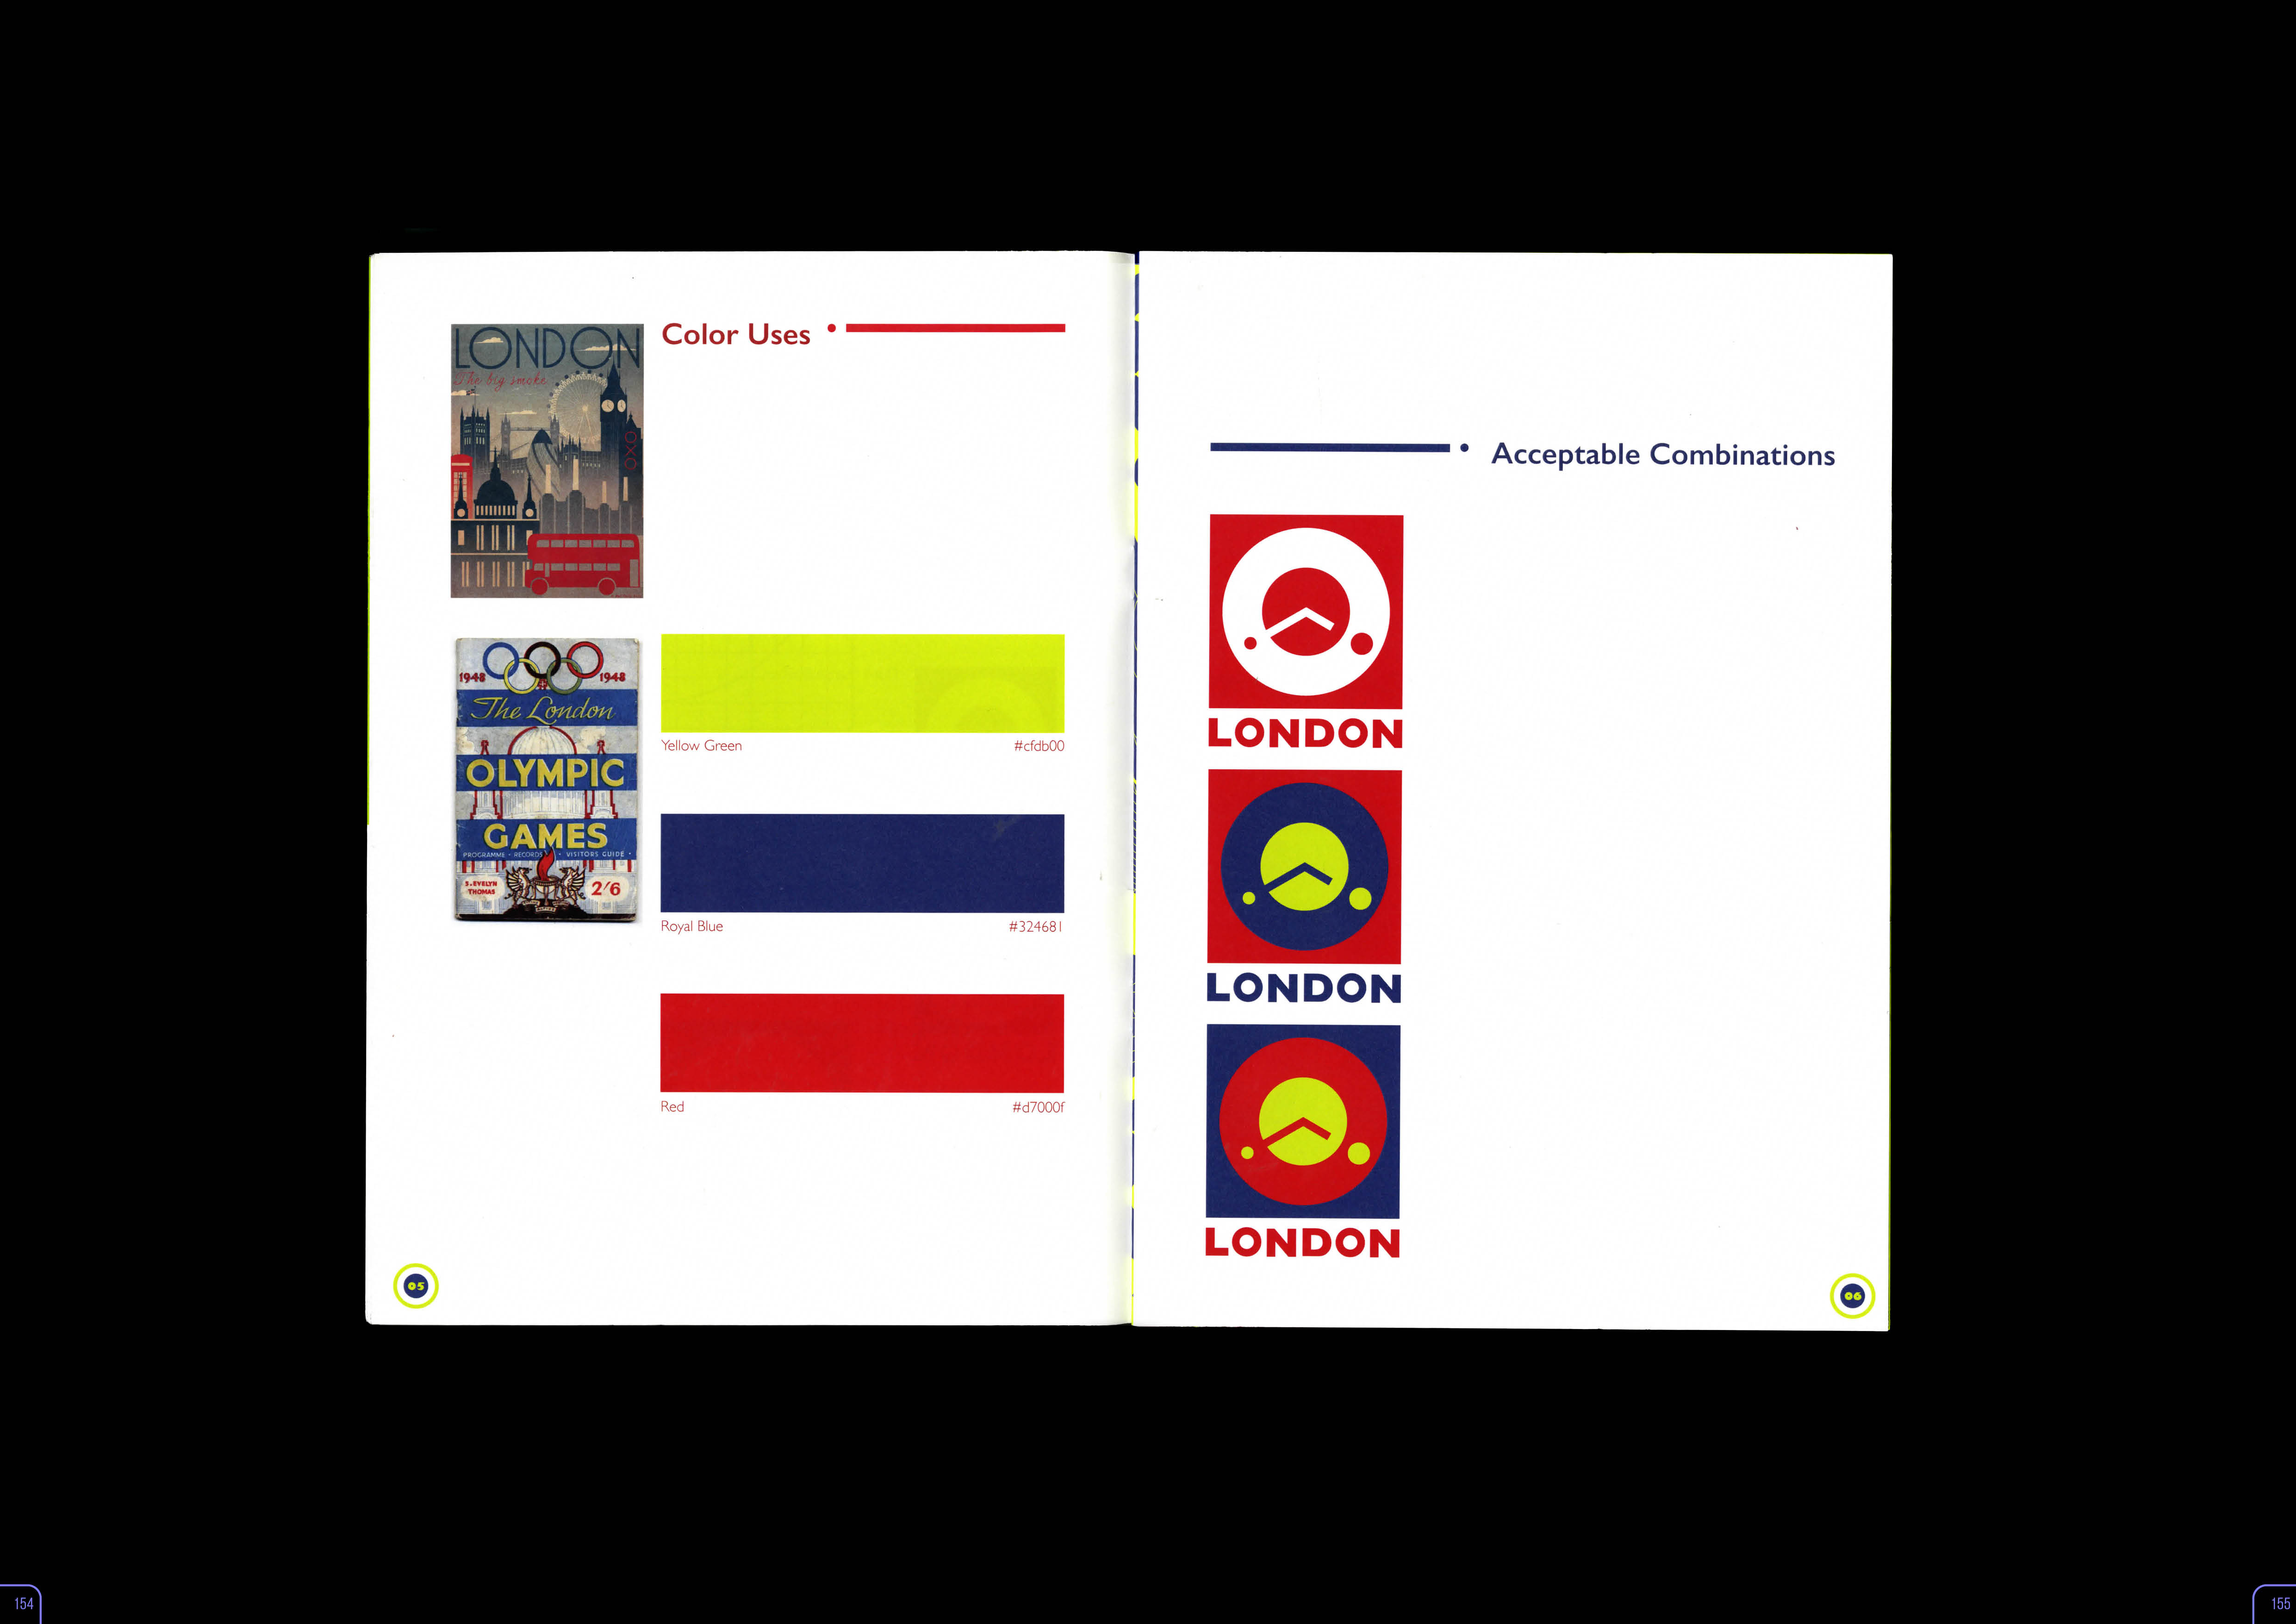 Color Uses
LONDON
The big smoke
OXO
1948 1948
The London
OLYMPIC
GAMES
PROGRAMME • RECORDS • VISITORS GUIDE •
S. EVELYN
THOMAS
2/6
Yellow Green #cfdb00
Royal Blue #324681
Red #d7000f
05
Acceptable Combinations
LONDON
LONDON
LONDON
06
154
155